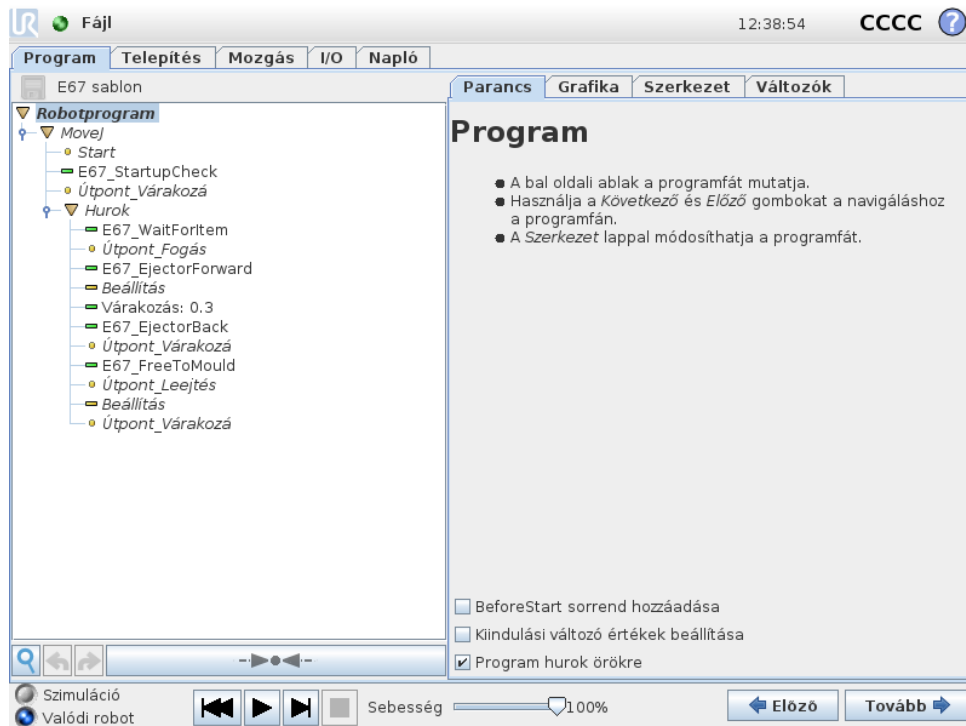 UR Fájl 12:38:54 CCCC ?
Program Telepítés Mozgás I/O Napló
E67 sablon
Robotprogram
MoveJ
Start
E67_StartupCheck
Útpont_Várakozá
Hurok
E67_WaitForItem
Útpont_Fogás
E67_EjectorForward
Beállítás
Várakozás: 0.3
E67_EjectorBack
Útpont_Várakozá
E67_FreeToMould
Útpont_Leejtés
Beállítás
Útpont_Várakozá
Parancs Grafika Szerkezet Változók
Program
A bal oldali ablak a programfát mutatja.
Használja a Következő és Előző gombokat a navigáláshoz
a programfán.
A Szerkezet lappal módosíthatja a programfát.
BeforeStart sorrend hozzáadása
Kiindulási változó értékek beállítása
Program hurok örökre
Szimuláció
Valódi robot
Sebesség 100%
Előző Tovább